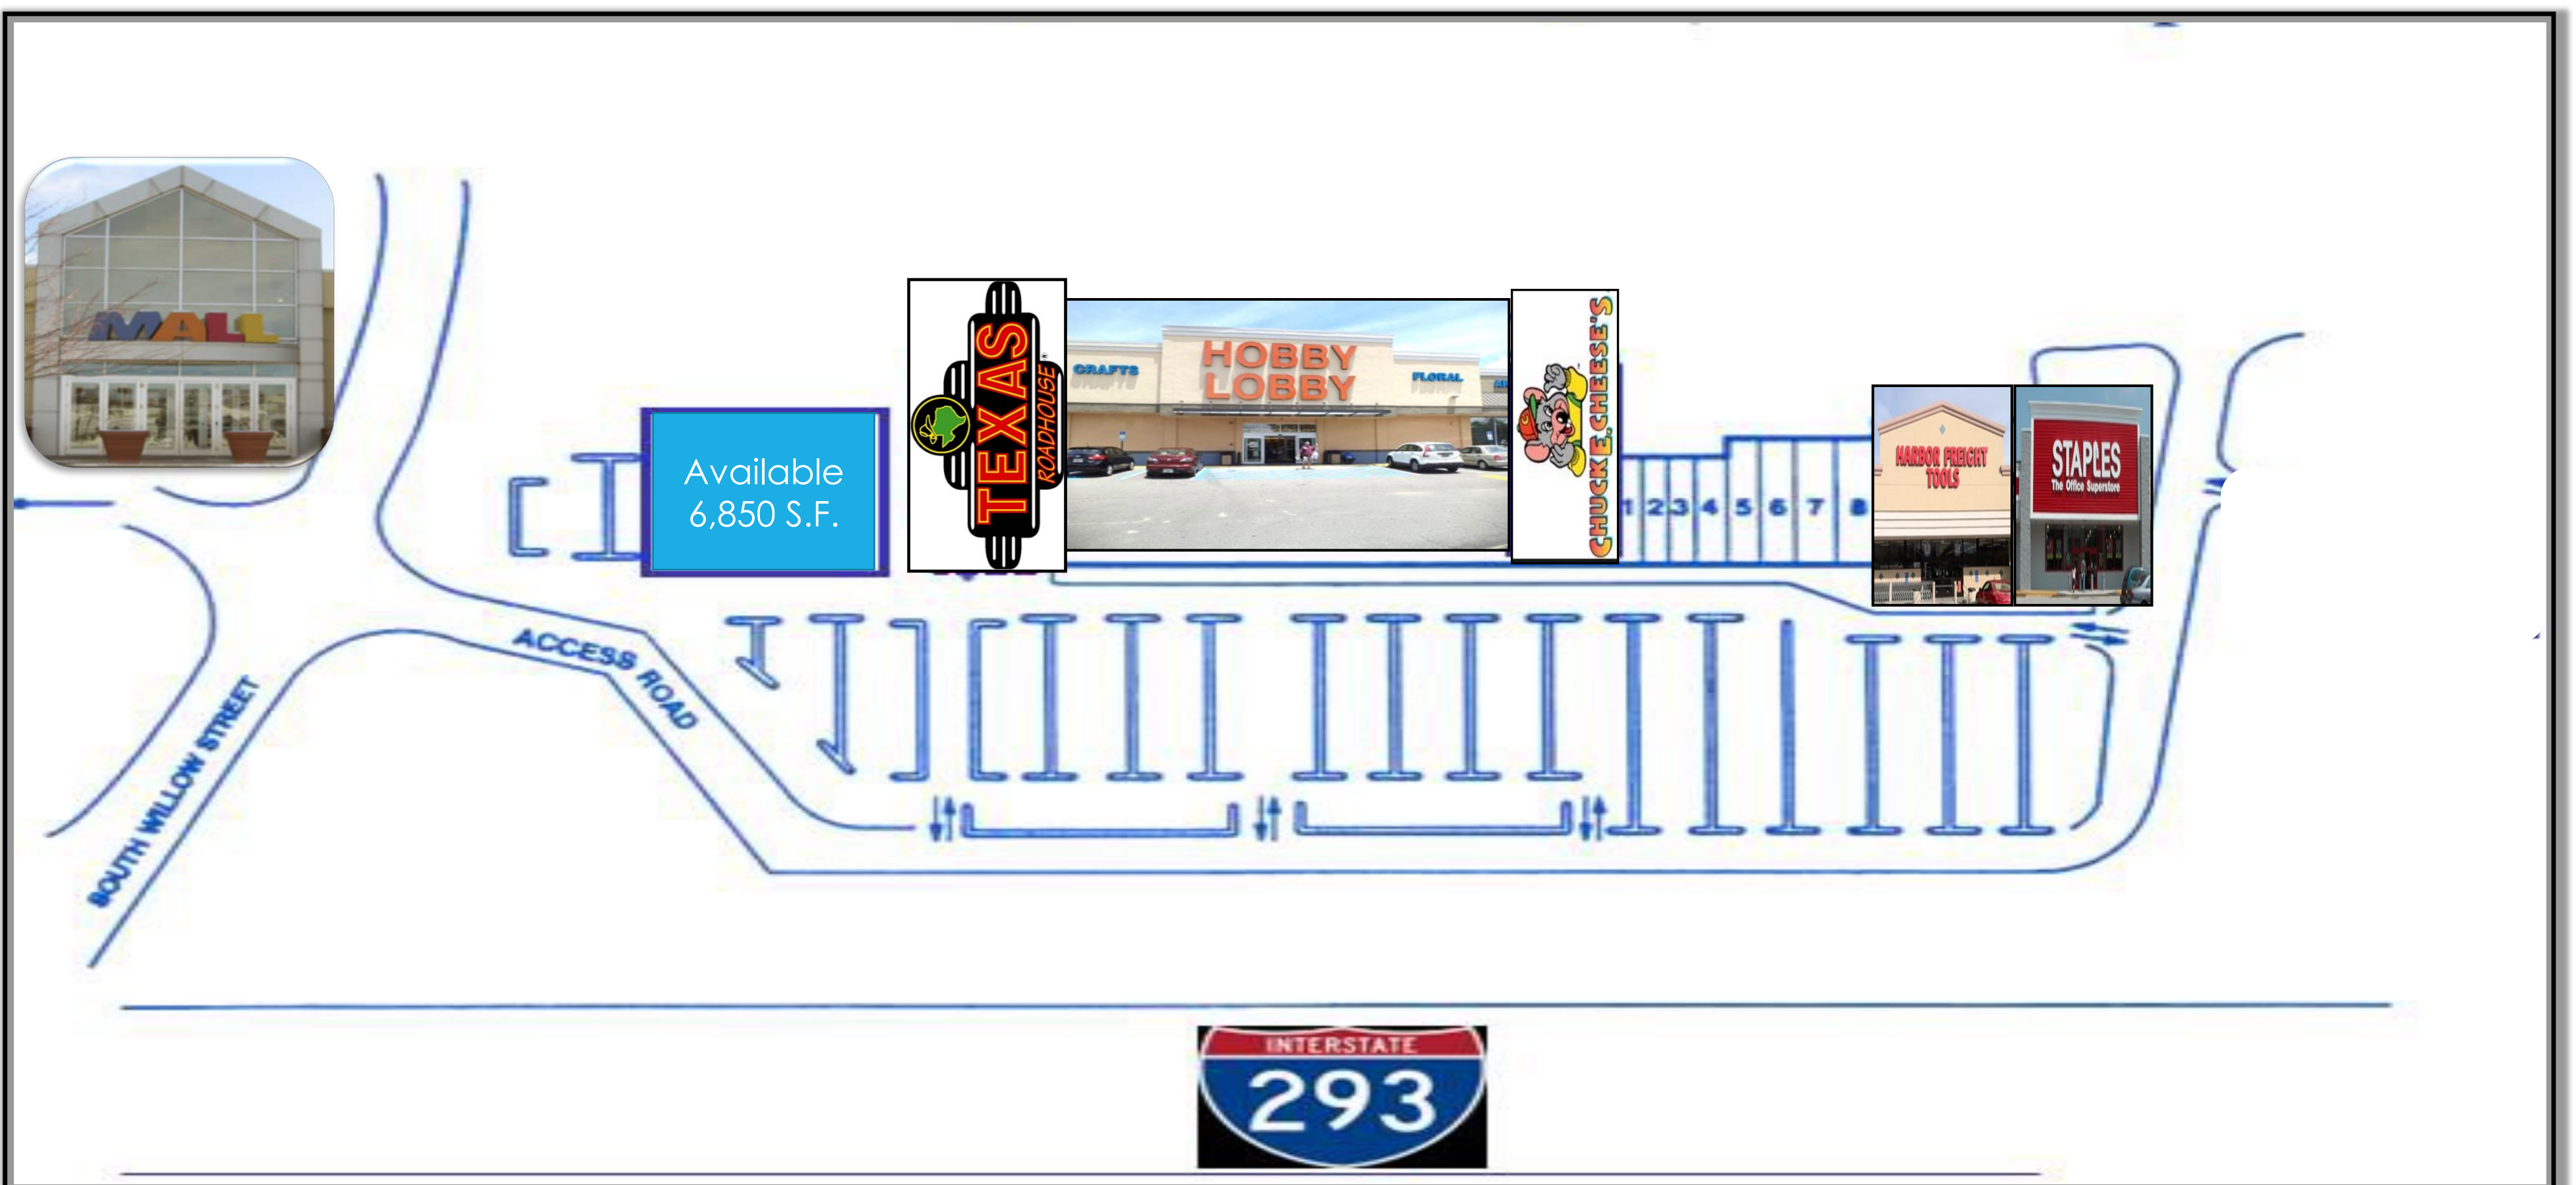 MALL
Available
6,850 S.F.
TEXAS
ROADHOUSE
CRAFTS
HOBBY
LOBBY
FLORAL
CHUCK E. CHEESE'S
1 2 3 4 5 6 7 8
HARBOR FREIGHT
TOOLS
STAPLES
The Office Superstore
ACCESS ROAD
SOUTH WILLOW STREET
INTERSTATE
293